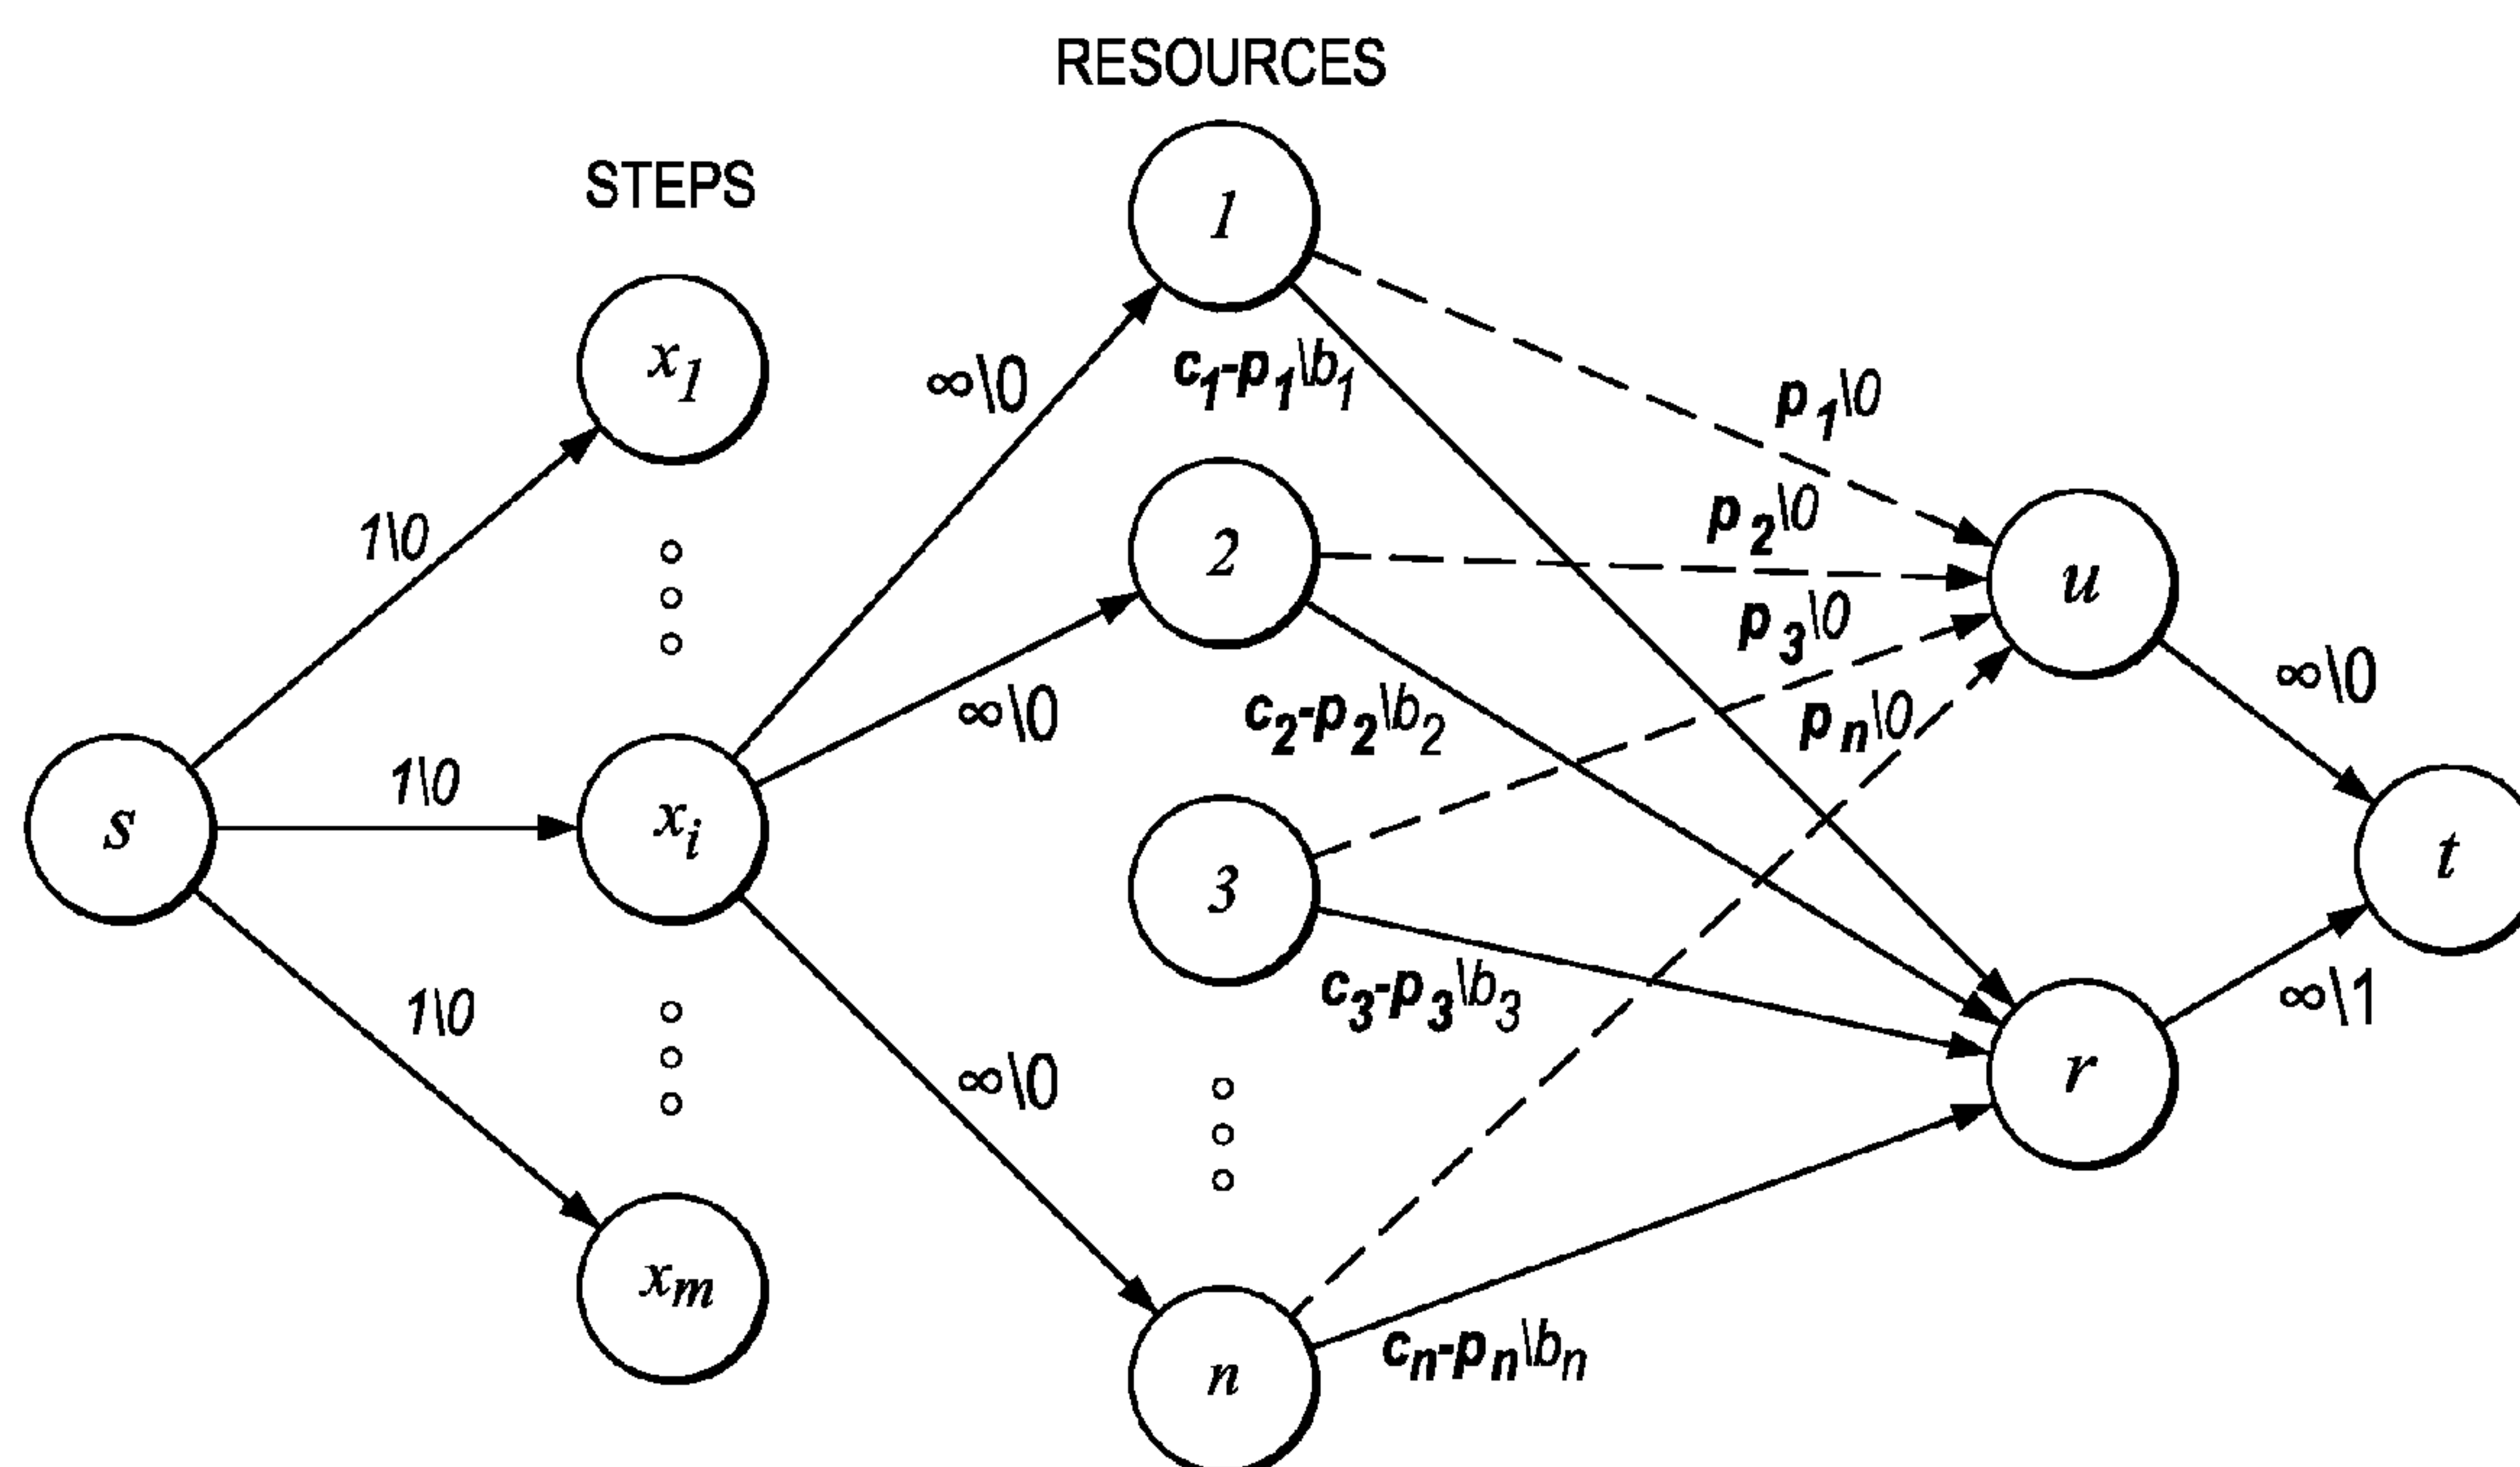 RESOURCES
STEPS
1
x1
∞\0
c1-p1\b1
p1\0
1\0
2
p2\0
u
p3\0
∞\0
c2-p2\b2
pn\0
∞\0
1\0
s
xi
3
t
1\0
c3-p3\b3
∞\1
∞\0
r
xm
n
cn-pn\bn